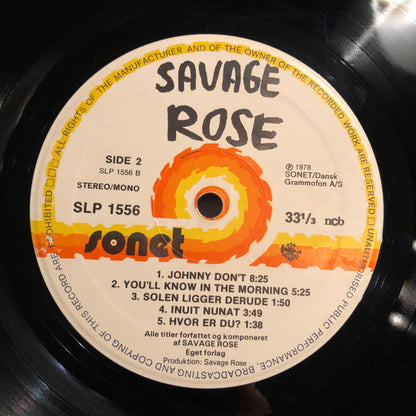 ALL RIGHTS OF THE MANUFACTURER AND OF THE OWNER OF THE RECORDED WORK ARE RESERVED □ UNAUTHORISED PUBLIC PERFORMANCE, BROADCASTING AND COPYING OF THIS RECORD ARE PROHIBITED □
SAVAGE
ROSE
SIDE 2
SLP 1556 B
STEREO/MONO
SLP 1556
℗ 1978
SONET/Dansk
Grammofon A/S
33 1/3 ncb
sonet
1. JOHNNY DON'T 8:25
2. YOU'LL KNOW IN THE MORNING 5:25
3. SOLEN LIGGER DERUDE 1:50
4. INUIT NUNAT 3:49
5. HVOR ER DU? 1:38
Alle titler forfattet og komponeret
af SAVAGE ROSE
Eget forlag
Produktion: Savage Rose